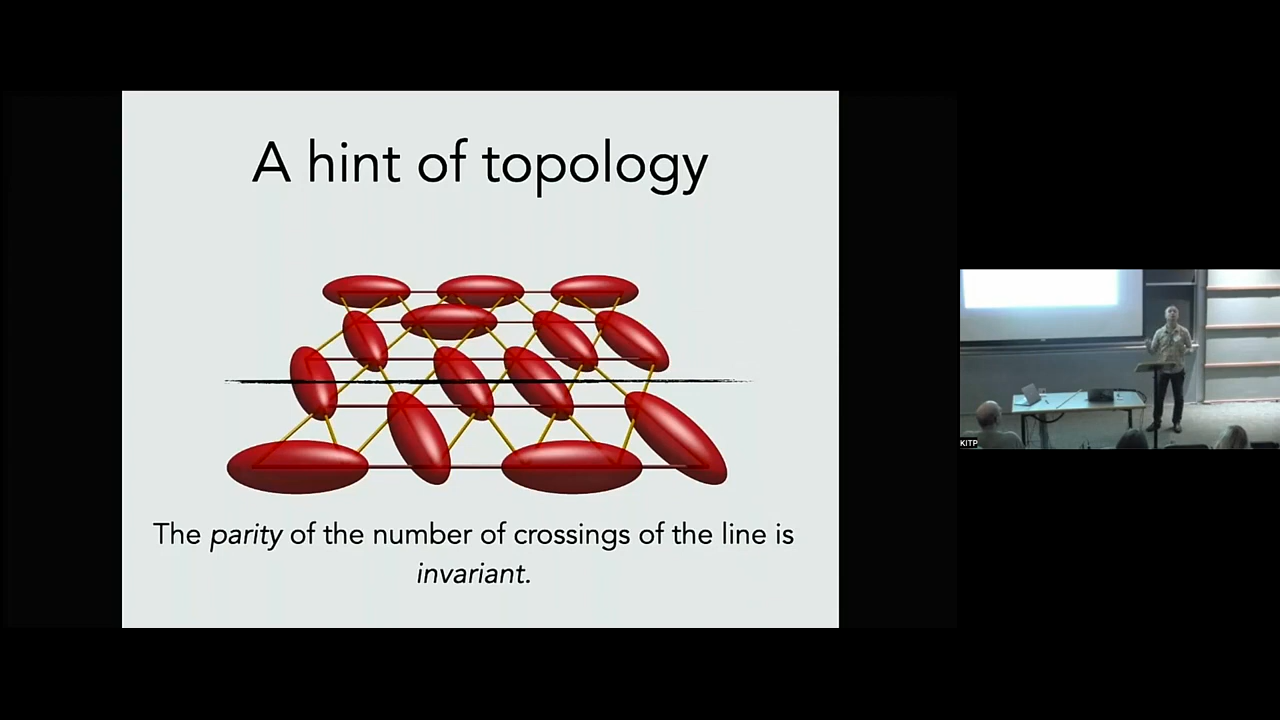 A hint of topology
The parity of the number of crossings of the line is
invariant.
KITP